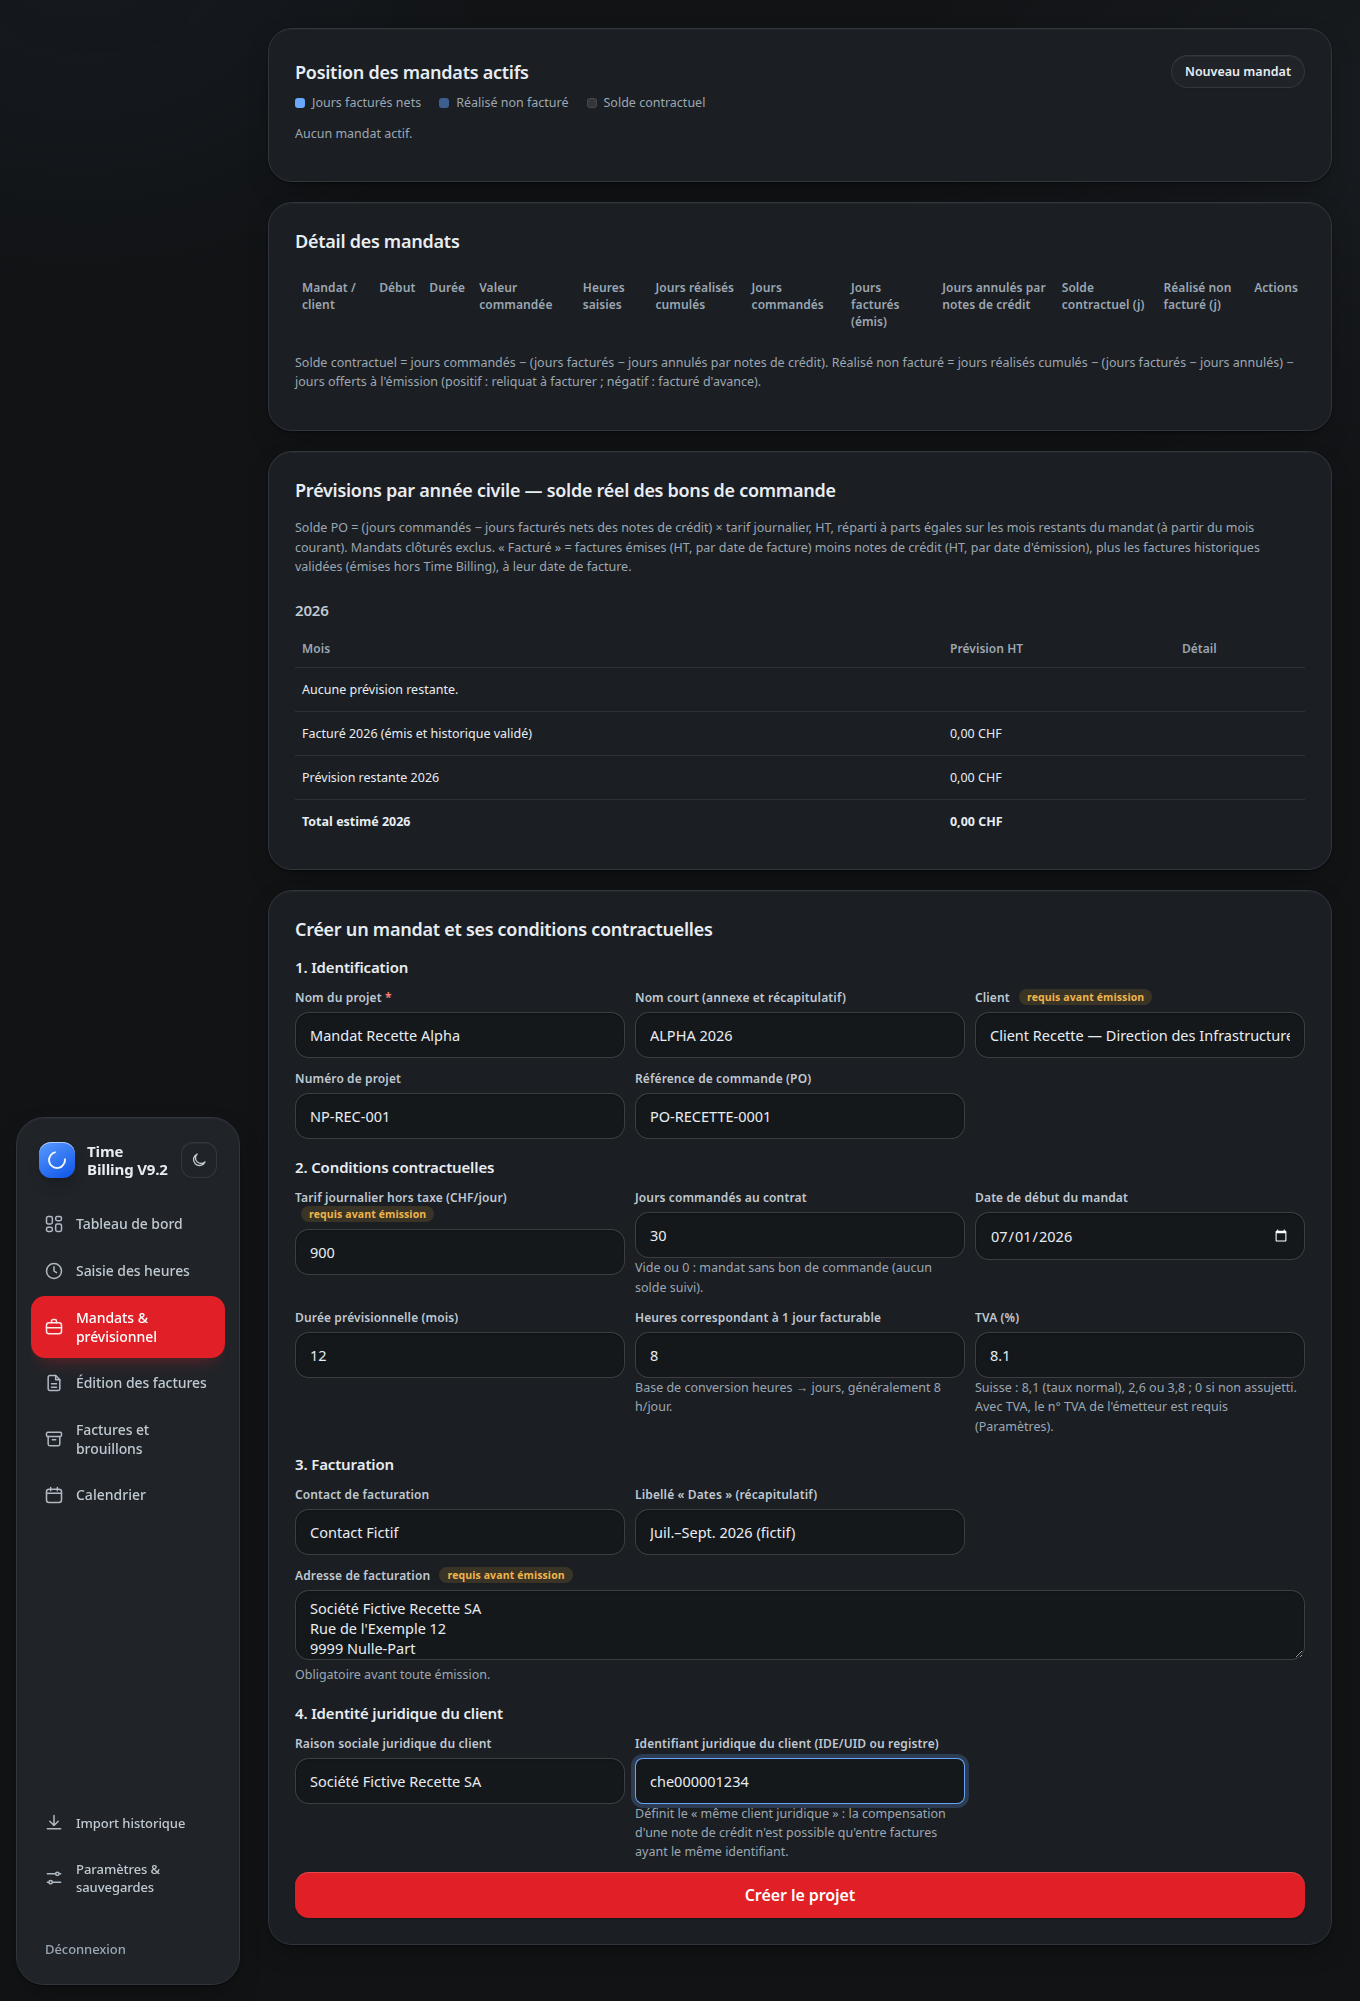 Position des mandats actifs
Nouveau mandat
Jours facturés nets
Réalisé non facturé
Solde contractuel
Aucun mandat actif.
Détail des mandats
Mandat / client
Début
Durée
Valeur commandée
Heures saisies
Jours réalisés cumulés
Jours commandés
Jours facturés (émis)
Jours annulés par notes de crédit
Solde contractuel (j)
Réalisé non facturé (j)
Actions
Solde contractuel = jours commandés − (jours facturés − jours annulés par notes de crédit). Réalisé non facturé = jours réalisés cumulés − (jours facturés − jours annulés) −
jours offerts à l'émission (positif : reliquat à facturer ; négatif : facturé d'avance).
Prévisions par année civile — solde réel des bons de commande
Solde PO = (jours commandés − jours facturés nets des notes de crédit) × tarif journalier, HT, réparti à parts égales sur les mois restants du mandat (à partir du mois
courant). Mandats clôturés exclus. « Facturé » = factures émises (HT, par date de facture) moins notes de crédit (HT, par date d'émission), plus les factures historiques
validées (émises hors Time Billing), à leur date de facture.
2026
Mois
Prévision HT
Détail
Aucune prévision restante.
Facturé 2026 (émis et historique validé)
0,00 CHF
Prévision restante 2026
0,00 CHF
Total estimé 2026
0,00 CHF
Créer un mandat et ses conditions contractuelles
1. Identification
Nom du projet *
Nom court (annexe et récapitulatif)
Client requis avant émission
Mandat Recette Alpha
ALPHA 2026
Client Recette — Direction des Infrastructure
Numéro de projet
Référence de commande (PO)
NP-REC-001
PO-RECETTE-0001
2. Conditions contractuelles
Tarif journalier hors taxe (CHF/jour)
requis avant émission
Jours commandés au contrat
Date de début du mandat
900
30
07/01/2026
Vide ou 0 : mandat sans bon de commande (aucun
solde suivi).
Durée prévisionnelle (mois)
Heures correspondant à 1 jour facturable
TVA (%)
12
8
8.1
Base de conversion heures → jours, généralement 8
h/jour.
Suisse : 8,1 (taux normal), 2,6 ou 3,8 ; 0 si non assujetti.
Avec TVA, le n° TVA de l'émetteur est requis
(Paramètres).
3. Facturation
Contact de facturation
Libellé « Dates » (récapitulatif)
Contact Fictif
Juil.–Sept. 2026 (fictif)
Adresse de facturation requis avant émission
Société Fictive Recette SA
Rue de l'Exemple 12
9999 Nulle-Part
Obligatoire avant toute émission.
4. Identité juridique du client
Raison sociale juridique du client
Identifiant juridique du client (IDE/UID ou registre)
Société Fictive Recette SA
che000001234
Définit le « même client juridique » : la compensation
d'une note de crédit n'est possible qu'entre factures
ayant le même identifiant.
Créer le projet
Time
Billing V9.2
Tableau de bord
Saisie des heures
Mandats &
prévisionnel
Édition des factures
Factures et
brouillons
Calendrier
Import historique
Paramètres &
sauvegardes
Déconnexion